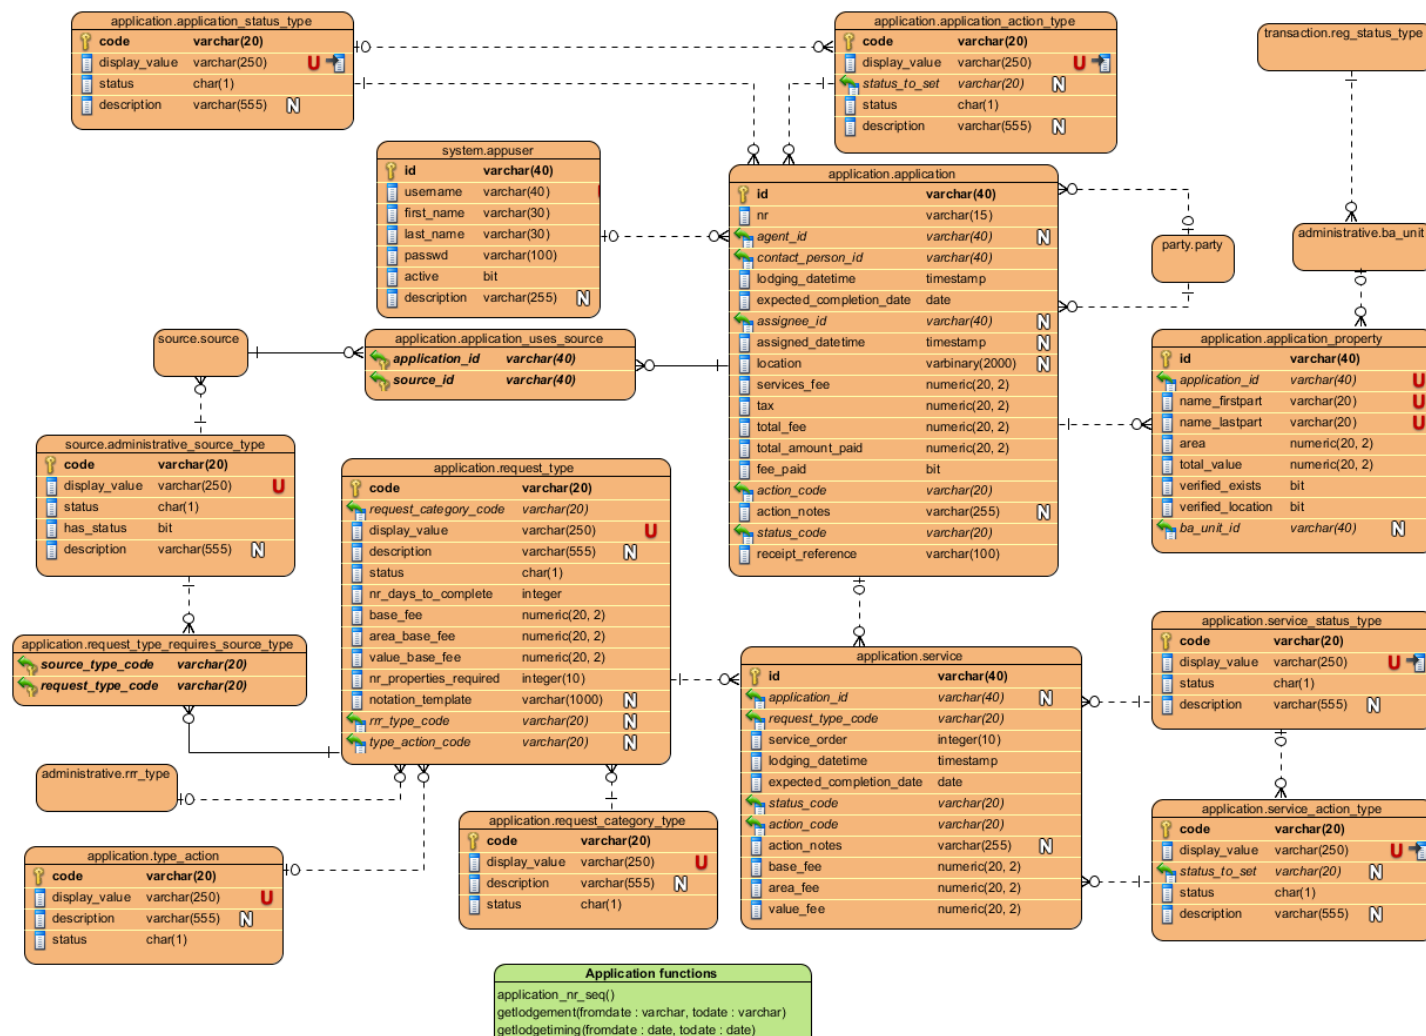 application.application_status_type
code varchar(20)
display_value varchar(250) U
status char(1)
description varchar(555) N
application.application_action_type
code varchar(20)
display_value varchar(250) U
status_to_set varchar(20) N
status char(1)
description varchar(555) N
transaction.reg_status_type
system.appuser
id varchar(40)
username varchar(40)
first_name varchar(30)
last_name varchar(30)
passwd varchar(100)
active bit
description varchar(255) N
application.application
id varchar(40)
nr varchar(15)
agent_id varchar(40) N
contact_person_id varchar(40)
lodging_datetime timestamp
expected_completion_date date
assignee_id varchar(40) N
assigned_datetime timestamp N
location varbinary(2000) N
services_fee numeric(20, 2)
tax numeric(20, 2)
total_fee numeric(20, 2)
total_amount_paid numeric(20, 2)
fee_paid bit
action_code varchar(20)
action_notes varchar(255) N
status_code varchar(20)
receipt_reference varchar(100)
party.party
administrative.ba_unit
source.source
application.application_uses_source
application_id varchar(40)
source_id varchar(40)
application.application_property
id varchar(40)
application_id varchar(40) U
name_firstpart varchar(20) U
name_lastpart varchar(20) U
area numeric(20, 2)
total_value numeric(20, 2)
verified_exists bit
verified_location bit
ba_unit_id varchar(40) N
source.administrative_source_type
code varchar(20)
display_value varchar(250) U
status char(1)
has_status bit
description varchar(555) N
application.request_type
code varchar(20)
request_category_code varchar(20)
display_value varchar(250) U
description varchar(555) N
status char(1)
nr_days_to_complete integer
base_fee numeric(20, 2)
area_base_fee numeric(20, 2)
value_base_fee numeric(20, 2)
nr_properties_required integer(10)
notation_template varchar(1000) N
rrr_type_code varchar(20) N
type_action_code varchar(20) N
application.request_type_requires_source_type
source_type_code varchar(20)
request_type_code varchar(20)
application.service
id varchar(40)
application_id varchar(40) N
request_type_code varchar(20)
service_order integer(10)
lodging_datetime timestamp
expected_completion_date date
status_code varchar(20)
action_code varchar(20)
action_notes varchar(255) N
base_fee numeric(20, 2)
area_fee numeric(20, 2)
value_fee numeric(20, 2)
application.service_status_type
code varchar(20)
display_value varchar(250) U
status char(1)
description varchar(555) N
administrative.rrr_type
application.type_action
code varchar(20)
display_value varchar(250) U
description varchar(555) N
status char(1)
application.request_category_type
code varchar(20)
display_value varchar(250) U
description varchar(555) N
status char(1)
application.service_action_type
code varchar(20)
display_value varchar(250) U
status_to_set varchar(20) N
status char(1)
description varchar(555) N
Application functions
application_nr_seq()
getlodgement(fromdate : varchar, todate : varchar)
getlodgetiming(fromdate : date, todate : date)